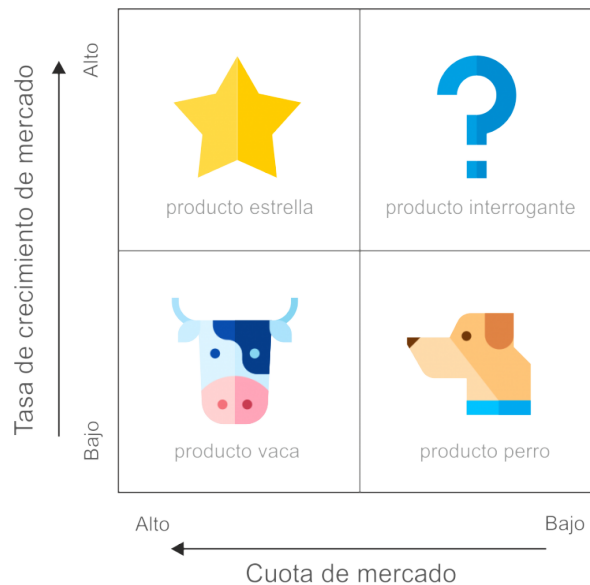 Tasa de crecimiento de mercado
Alto
Bajo
producto estrella
producto interrogante
producto vaca
producto perro
Alto
Bajo
Cuota de mercado